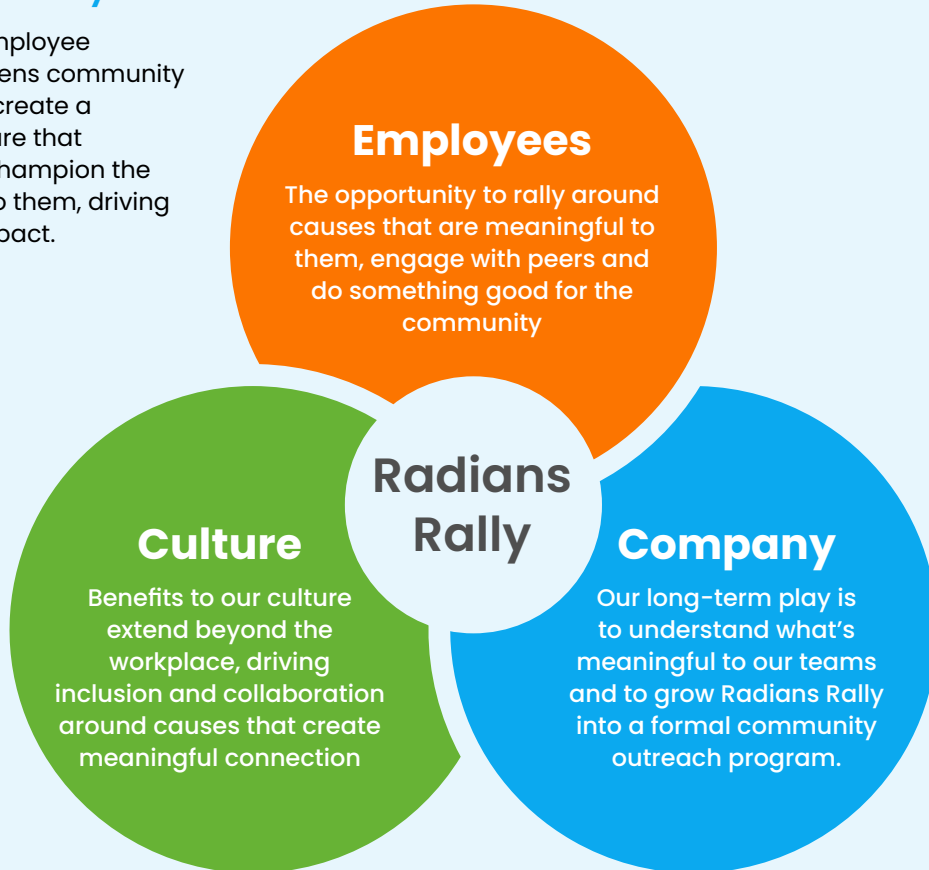 y
mployee
ens community
create a
ure that
hampion the
o them, driving
pact.
Employees
The opportunity to rally around
causes that are meaningful to
them, engage with peers and
do something good for the
community
Radians
Rally
Culture
Benefits to our culture
extend beyond the
workplace, driving
inclusion and collaboration
around causes that create
meaningful connection
Company
Our long-term play is
to understand what's
meaningful to our teams
and to grow Radians Rally
into a formal community
outreach program.